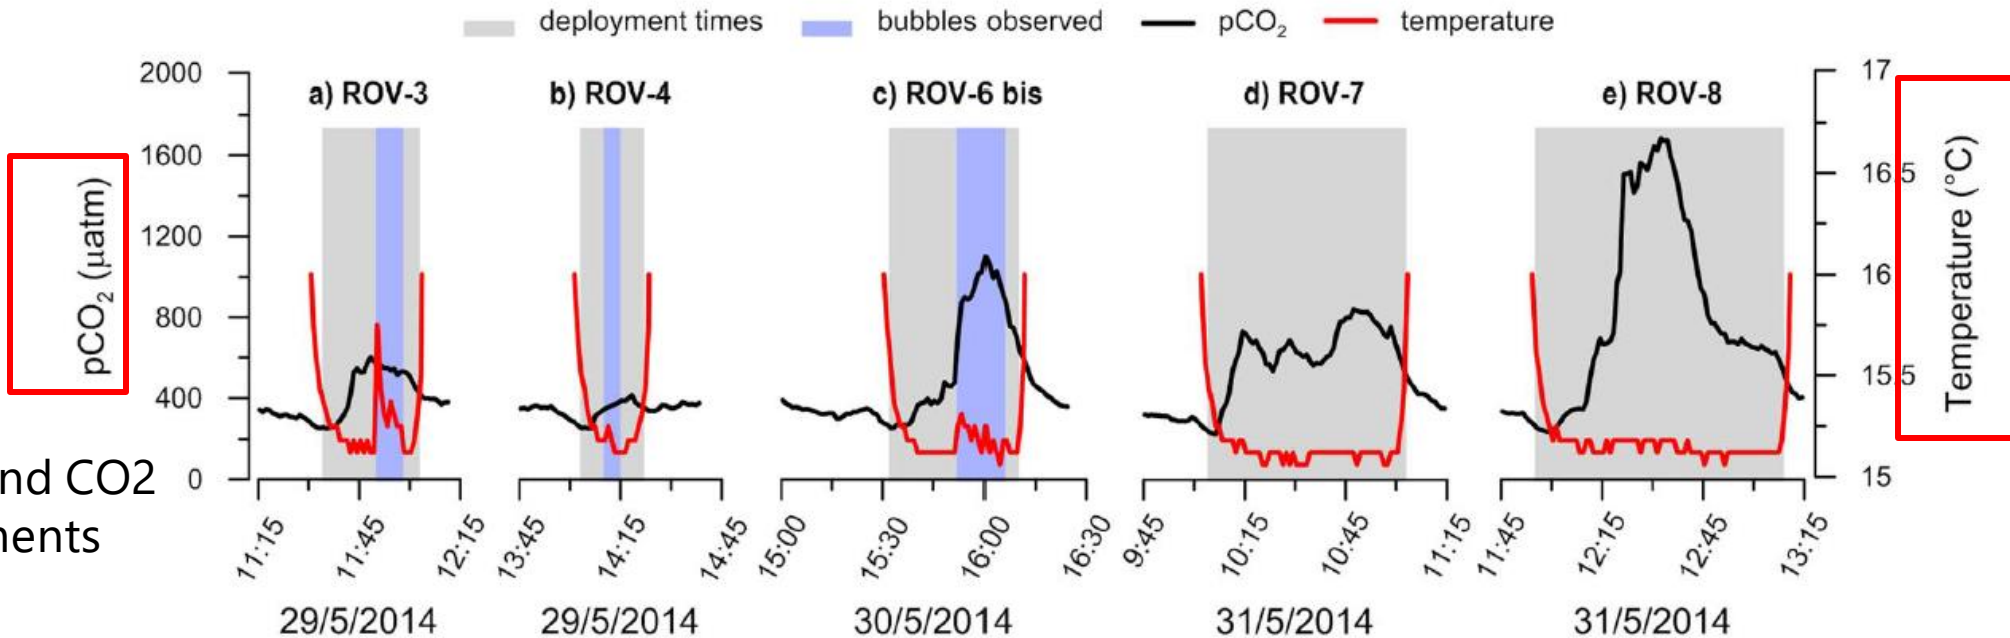 deployment times bubbles observed pCO₂ temperature
2000
1600
1200
800
400
0
pCO₂ (µatm)
a) ROV-3
b) ROV-4
c) ROV-6 bis
d) ROV-7
e) ROV-8
17
16.5
16
15.5
15
Temperature (°C)
nd CO2
nents
11:15 11:45 12:15
13:45 14:15 14:45
15:00 15:30 16:00 16:30
9:45 10:15 10:45 11:15
11:45 12:15 12:45 13:15
29/5/2014
29/5/2014
30/5/2014
31/5/2014
31/5/2014